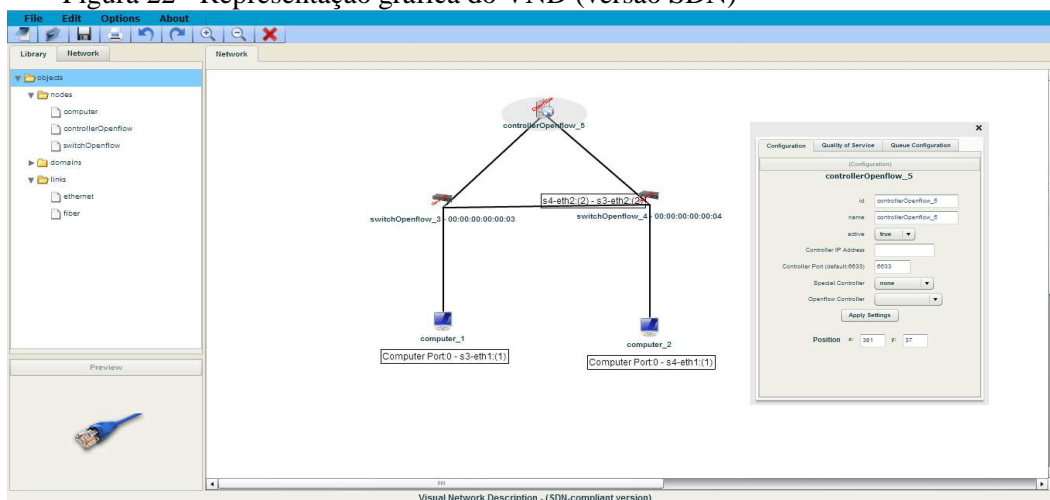 Figura 22 - Representação gráfica do VND (versão SDN)
File Edit Options About
Library Network
Network
objects
nodes
computer
controllerOpenflow
switchOpenflow
domains
links
ethernet
fiber
Preview
controllerOpenflow_5
s4-eth2:(2) - s3-eth2:(2)
switchOpenflow_3 - 00:00:00:00:00:03
switchOpenflow_4 - 00:00:00:00:00:04
computer_1
Computer Port:0 - s3-eth1:(1)
computer_2
Computer Port:0 - s4-eth1:(1)
Configuration Quality of Service Queue Configuration
(Configuration)
controllerOpenflow_5
id controllerOpenflow_5
name controllerOpenflow_5
active true
Controller IP Address
Controller Port (default:6633) 6633
Special Controller none
Openflow Controller
Apply Settings
Position x: 381 y: 37
Visual Network Description - (SDN-compliant version)